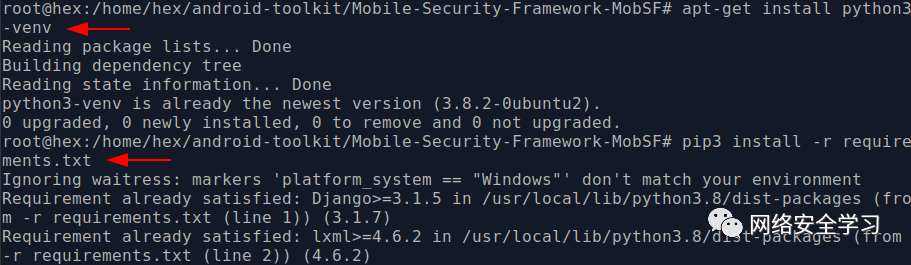 root@hex:/home/hex/android-toolkit/Mobile-Security-Framework-MobSF# apt-get install python3
-venv
Reading package lists... Done
Building dependency tree
Reading state information... Done
python3-venv is already the newest version (3.8.2-0ubuntu2).
0 upgraded, 0 newly installed, 0 to remove and 0 not upgraded.
root@hex:/home/hex/android-toolkit/Mobile-Security-Framework-MobSF# pip3 install -r require
ments.txt
Ignoring waitress: markers 'platform_system == "Windows"' don't match your environment
Requirement already satisfied: Django>=3.1.5 in /usr/local/lib/python3.8/dist-packages (fro
m -r requirements.txt (line 1)) (3.1.7)
Requirement already satisfied: lxml>=4.6.2 in /usr/local/lib/python3.8/dist-packages (from
-r requirements.txt (line 2)) (4.6.2)
网络安全学习